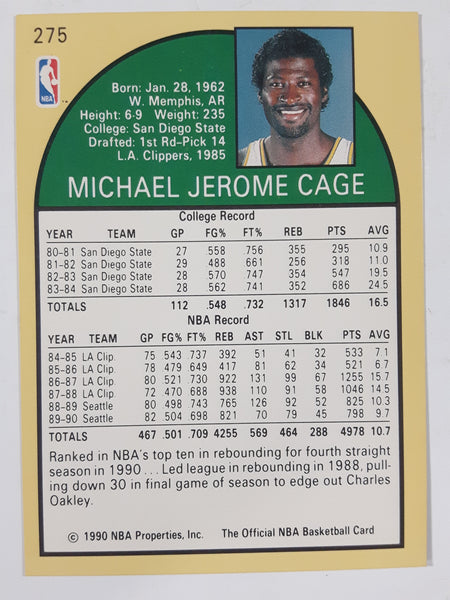 275
NBA
Born: Jan. 28, 1962
W. Memphis, AR
Height: 6-9 Weight: 235
College: San Diego State
Drafted: 1st Rd-Pick 14
L.A. Clippers, 1985
MICHAEL JEROME CAGE
College Record
YEAR TEAM GP FG% FT% REB PTS AVG
80-81 San Diego State 27 .558 .756 355 295 10.9
81-82 San Diego State 29 .488 .661 256 318 11.0
82-83 San Diego State 28 .570 .747 354 547 19.5
83-84 San Diego State 28 .562 .741 352 686 24.5
TOTALS 112 .548 .732 1317 1846 16.5
NBA Record
YEAR TEAM GP FG% FT% REB AST STL BLK PTS AVG
84-85 LA Clip. 75 .543 .737 392 51 41 32 533 7.1
85-86 LA Clip. 78 .479 .649 417 81 62 34 521 6.7
86-87 LA Clip. 80 .521 .730 922 131 99 67 1255 15.7
87-88 LA Clip. 72 .470 .688 938 110 91 58 1046 14.5
88-89 Seattle 80 .498 .743 765 126 92 52 825 10.3
89-90 Seattle 82 .504 .698 821 70 79 45 798 9.7
TOTALS 467 .501 .709 4255 569 464 288 4978 10.7
Ranked in NBA's top ten in rebounding for fourth straight
season in 1990 . . . Led league in rebounding in 1988, pull-
ing down 30 in final game of season to edge out Charles
Oakley.
© 1990 NBA Properties, Inc. The Official NBA Basketball Card